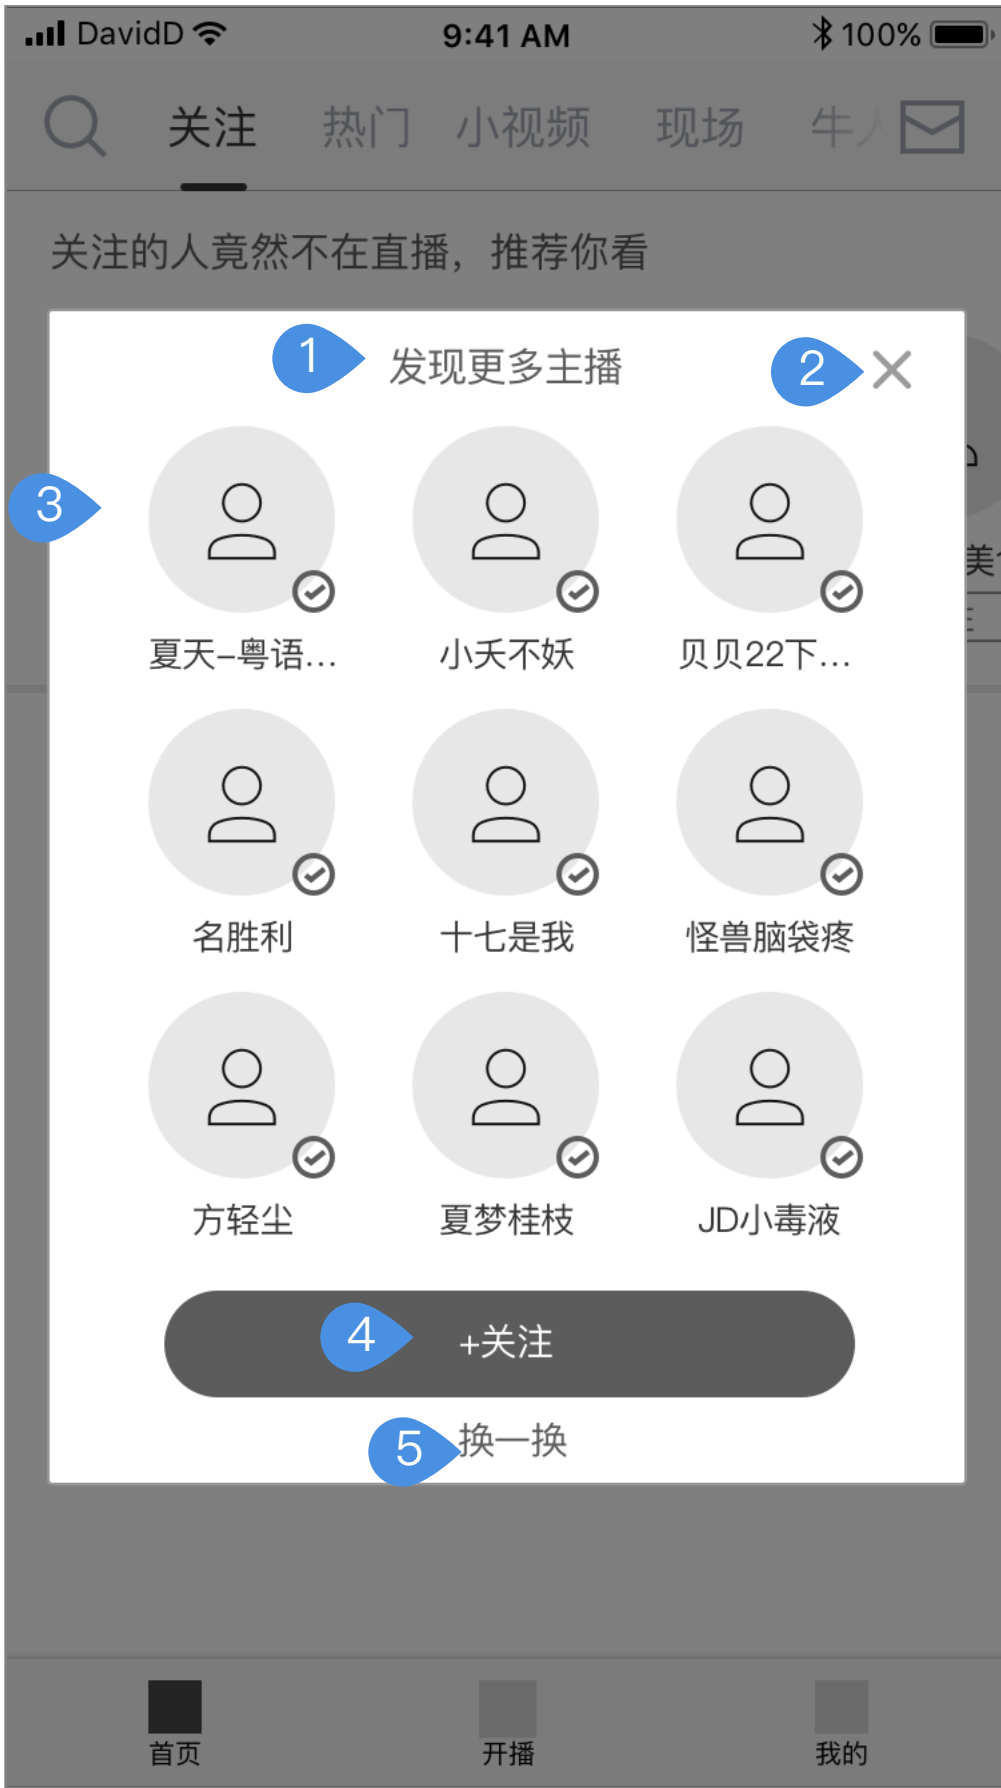 DavidD 9:41 AM 100%
关注 热门 小视频 现场 牛人
关注的人竟然不在直播，推荐你看
1 发现更多主播 2
3
夏天-粤语... 小夭不妖 贝贝22下...
美
名胜利 十七是我 怪兽脑袋疼
方轻尘 夏梦桂枝 JD小毒液
4 +关注
5 换一换
首页 开播 我的